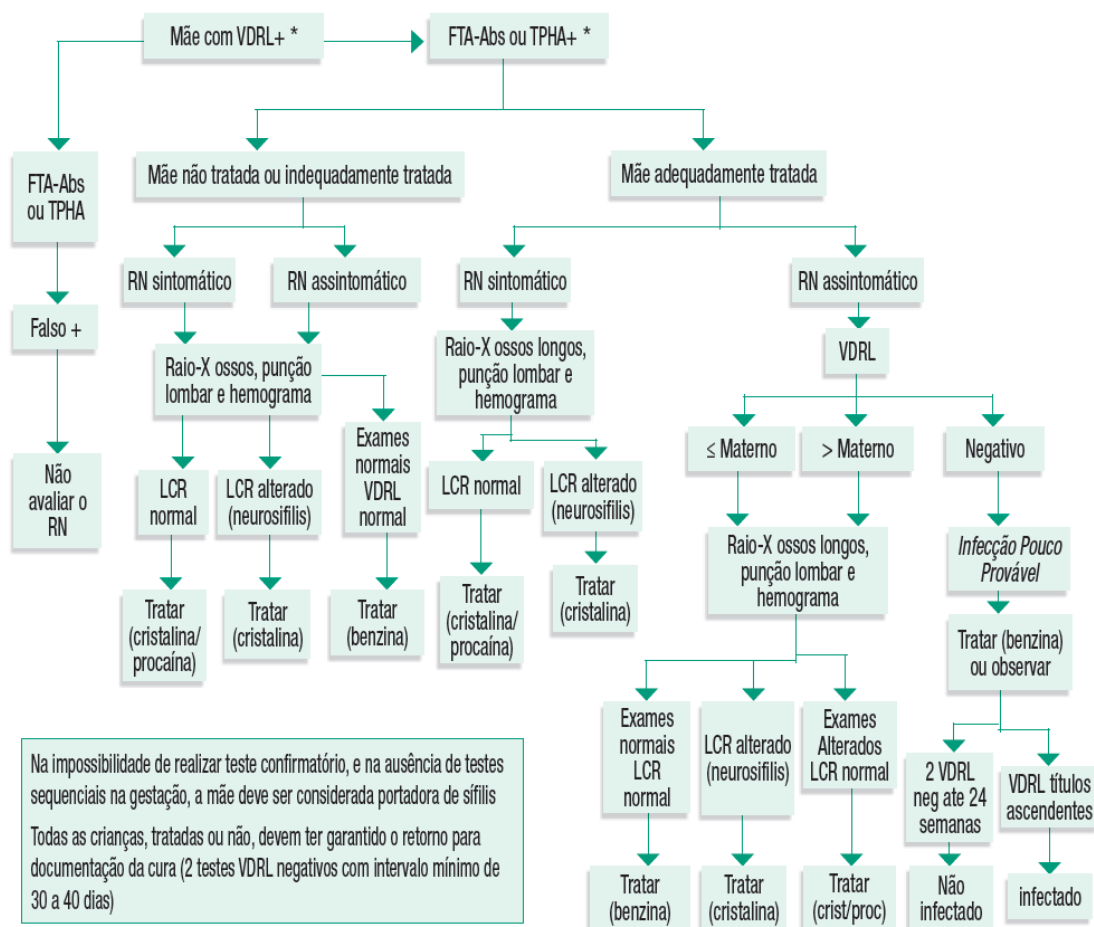 Mãe com VDRL+ *
FTA-Abs ou TPHA+ *
FTA-Abs
ou TPHA
Falso +
Não
avaliar o
RN
Mãe não tratada ou indequadamente tratada
Mãe adequadamente tratada
RN sintomático
RN assintomático
RN sintomático
RN assintomático
Raio-X ossos, punção
lombar e hemograma
Raio-X ossos longos,
punção lombar e
hemograma
VDRL
≤ Materno
> Materno
Negativo
LCR
normal
LCR alterado
(neurosifilis)
Exames
normais
VDRL
normal
LCR normal
LCR alterado
(neurosifilis)
Raio-X ossos longos,
punção lombar e
hemograma
Infecção Pouco
Provável
Tratar
(cristalina/
procaína)
Tratar
(cristalina)
Tratar
(benzina)
Tratar
(cristalina/
procaína)
Tratar
(cristalina)
Tratar (benzina)
ou observar
Exames
normais
LCR
normal
LCR alterado
(neurosifilis)
Exames
Alterados
LCR normal
2 VDRL
neg ate 24
semanas
VDRL títulos
ascendentes
Tratar
(benzina)
Tratar
(cristalina)
Tratar
(crist/proc)
Não
infectado
infectado
Na impossibilidade de realizar teste confirmatório, e na ausência de testes
sequenciais na gestação, a mãe deve ser considerada portadora de sífilis
Todas as crianças, tratadas ou não, devem ter garantido o retorno para
documentação da cura (2 testes VDRL negativos com intervalo mínimo de
30 a 40 dias)